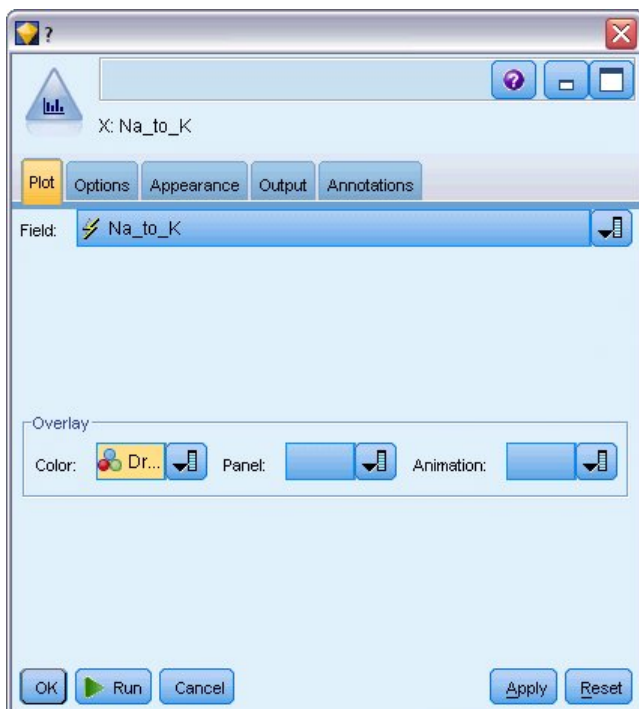 ?
X: Na_to_K
Plot Options Appearance Output Annotations
Field: Na_to_K
Overlay
Color: Dr... Panel: Animation:
OK Run Cancel Apply Reset